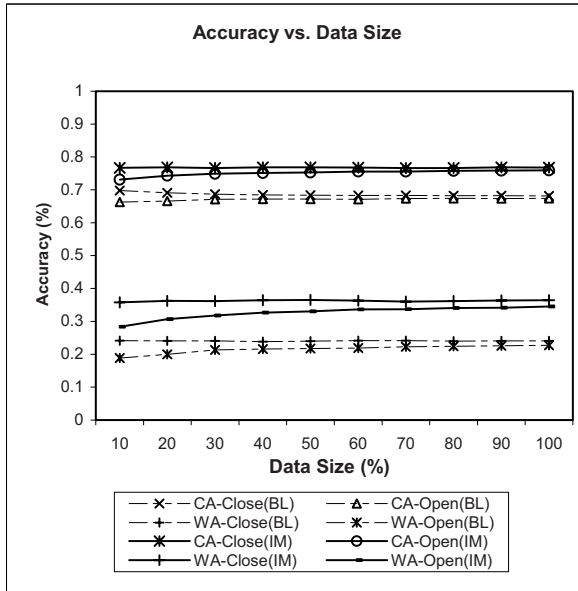 Accuracy vs. Data Size
Accuracy (%)
1
0.9
0.8
0.7
0.6
0.5
0.4
0.3
0.2
0.1
0
10 20 30 40 50 60 70 80 90 100
Data Size (%)
CA-Close(BL) CA-Open(BL)
WA-Close(BL) WA-Open(BL)
CA-Close(IM) CA-Open(IM)
WA-Close(IM) WA-Open(IM)